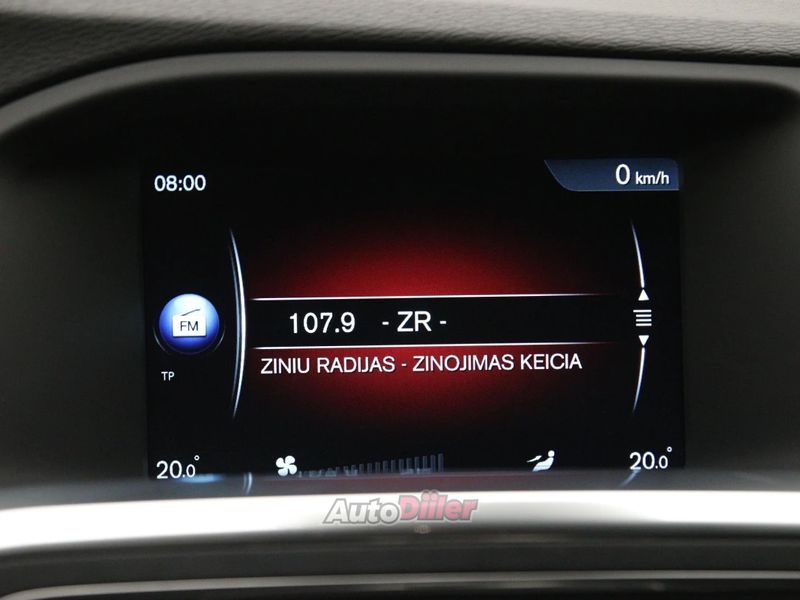 08:00
0 km/h
107.9 - ZR -
FM
ZINIU RADIJAS - ZINOJIMAS KEICIA
TP
20.0° 20.0°
AutoDiiler